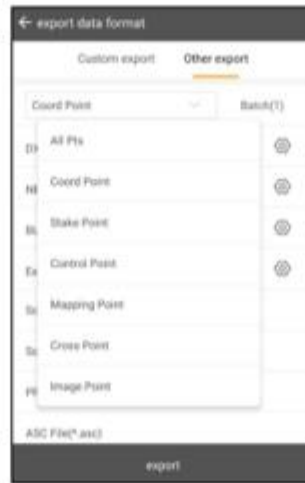 ← export data format
Custom export Other export
Coord Point Batch(1)
All Pts
Coord Point
Stake Point
Control Point
Mapping Point
Cross Point
Image Point
ASC File(*.asc)
export